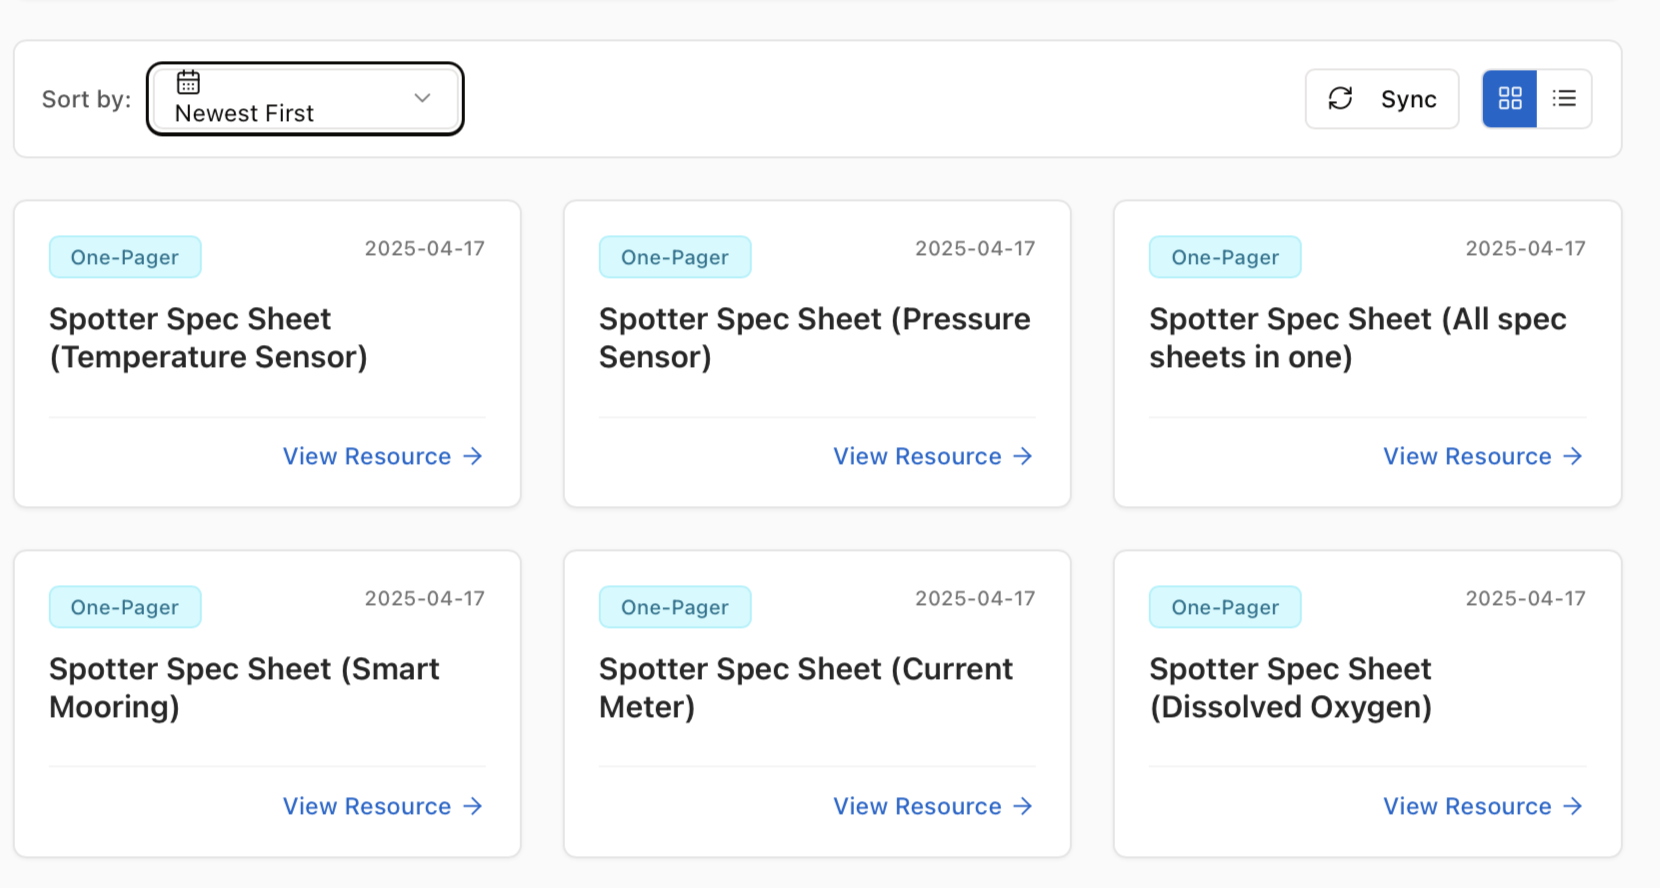 Sort by:
Newest First
Sync
One-Pager
2025-04-17
Spotter Spec Sheet
(Temperature Sensor)
View Resource →
One-Pager
2025-04-17
Spotter Spec Sheet (Pressure
Sensor)
View Resource →
One-Pager
2025-04-17
Spotter Spec Sheet (All spec
sheets in one)
View Resource →
One-Pager
2025-04-17
Spotter Spec Sheet (Smart
Mooring)
View Resource →
One-Pager
2025-04-17
Spotter Spec Sheet (Current
Meter)
View Resource →
One-Pager
2025-04-17
Spotter Spec Sheet
(Dissolved Oxygen)
View Resource →